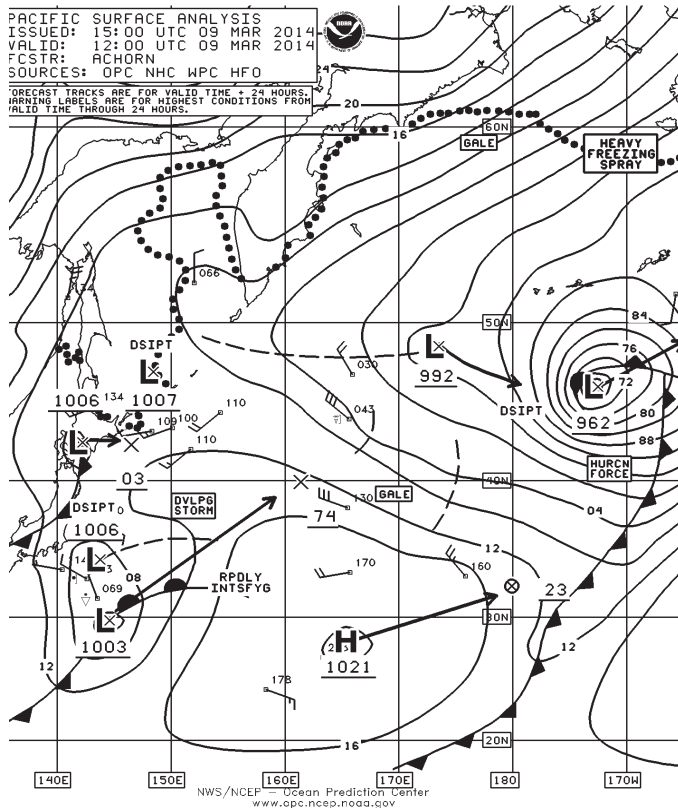 PACIFIC SURFACE ANALYSIS
ISSUED: 15:00 UTC 09 MAR 2014
VALID: 12:00 UTC 09 MAR 2014
FCSTR: ACHORN
SOURCES: OPC NHC WPC HFO
FORECAST TRACKS ARE FOR VALID TIME + 24 HOURS.
WARNING LABELS ARE FOR HIGHEST CONDITIONS FROM
VALID TIME THROUGH 24 HOURS.
NOAA
24
20
16
60N
GALE
HEAVY
FREEZING
SPRAY
066
50N
84
76
72
L
992
DSIPT
L
1006
1007
134
109
100
110
110
030
043
DSIPT
L
962
80
88
L
HURCN
FORCE
03
DVLPG
STORM
GALE
40N
130
74
04
DSIPT
1006
L
12
08
069
RPDLY
INTSFYG
170
160
23
L
1003
30N
H
1021
12
12
178
16
20N
140E
150E
160E
170E
180
170W
NWS/NCEP – Ocean Prediction Center
www.opc.ncep.noaa.gov